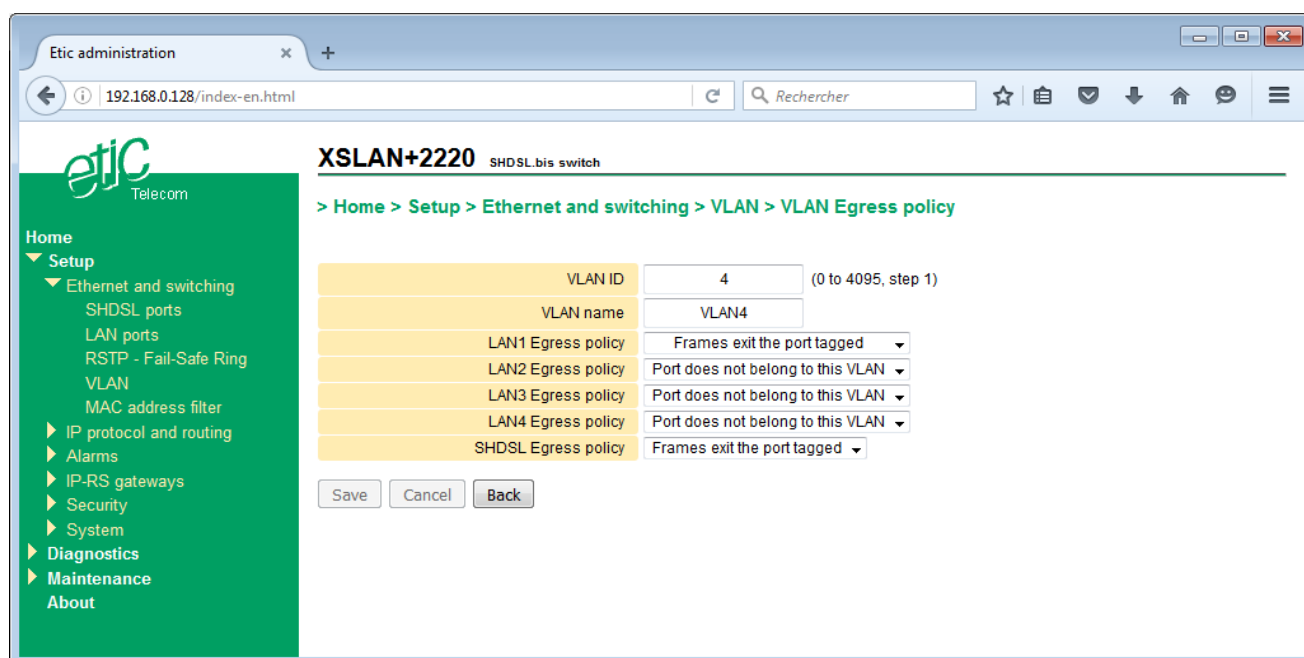 Etic administration
192.168.0.128/index-en.html
Rechercher
etic
Telecom
XSLAN+2220 SHDSL.bis switch
> Home > Setup > Ethernet and switching > VLAN > VLAN Egress policy
Home
Setup
Ethernet and switching
SHDSL ports
LAN ports
RSTP - Fail-Safe Ring
VLAN
MAC address filter
IP protocol and routing
Alarms
IP-RS gateways
Security
System
Diagnostics
Maintenance
About
VLAN ID 4 (0 to 4095, step 1)
VLAN name VLAN4
LAN1 Egress policy Frames exit the port tagged
LAN2 Egress policy Port does not belong to this VLAN
LAN3 Egress policy Port does not belong to this VLAN
LAN4 Egress policy Port does not belong to this VLAN
SHDSL Egress policy Frames exit the port tagged
Save Cancel Back